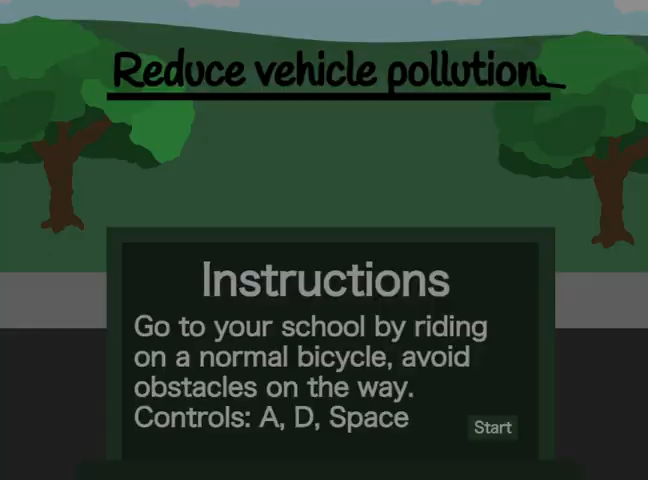 Reduce vehicle pollution.
Instructions
Go to your school by riding
on a normal bicycle, avoid
obstacles on the way.
Controls: A, D, Space
Start